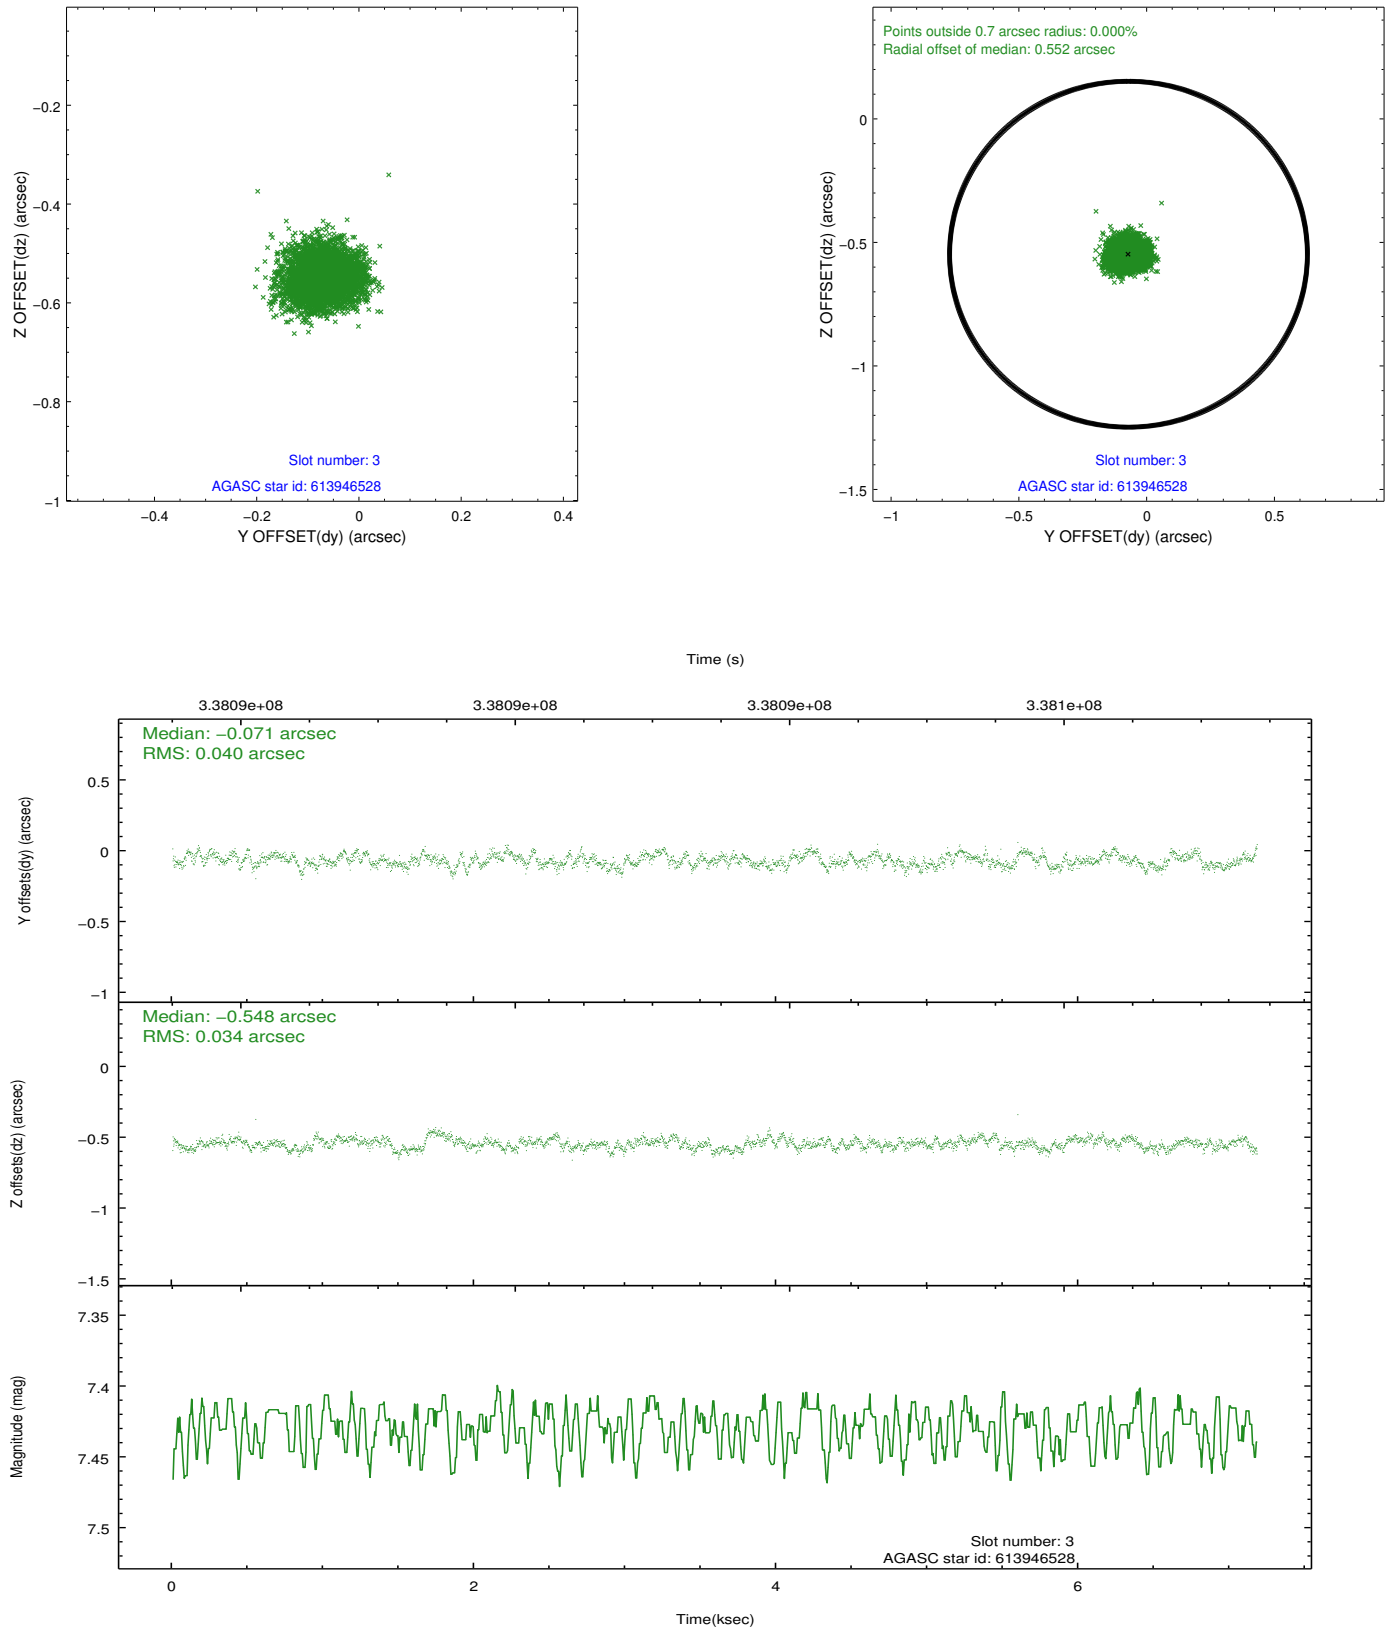 −0.2
−0.4
−0.6
−0.8
−1
Z OFFSET(dz) (arcsec)
Slot number: 3
AGASC star id: 613946528
−0.4
−0.2
0
0.2
0.4
Y OFFSET(dy) (arcsec)
Points outside 0.7 arcsec radius: 0.000%
Radial offset of median: 0.552 arcsec
0
−0.5
−1
−1.5
Z OFFSET(dz) (arcsec)
Slot number: 3
AGASC star id: 613946528
−1
−0.5
0
0.5
Y OFFSET(dy) (arcsec)
Time (s)
3.3809e+08
3.3809e+08
3.3809e+08
3.381e+08
Median: −0.071 arcsec
RMS: 0.040 arcsec
0.5
0
−0.5
−1
Y offsets(dy) (arcsec)
Median: −0.548 arcsec
RMS: 0.034 arcsec
0
−0.5
−1
−1.5
Z offsets(dz) (arcsec)
7.35
7.4
7.45
7.5
Magnitude (mag)
Slot number: 3
AGASC star id: 613946528
0
2
4
6
Time(ksec)